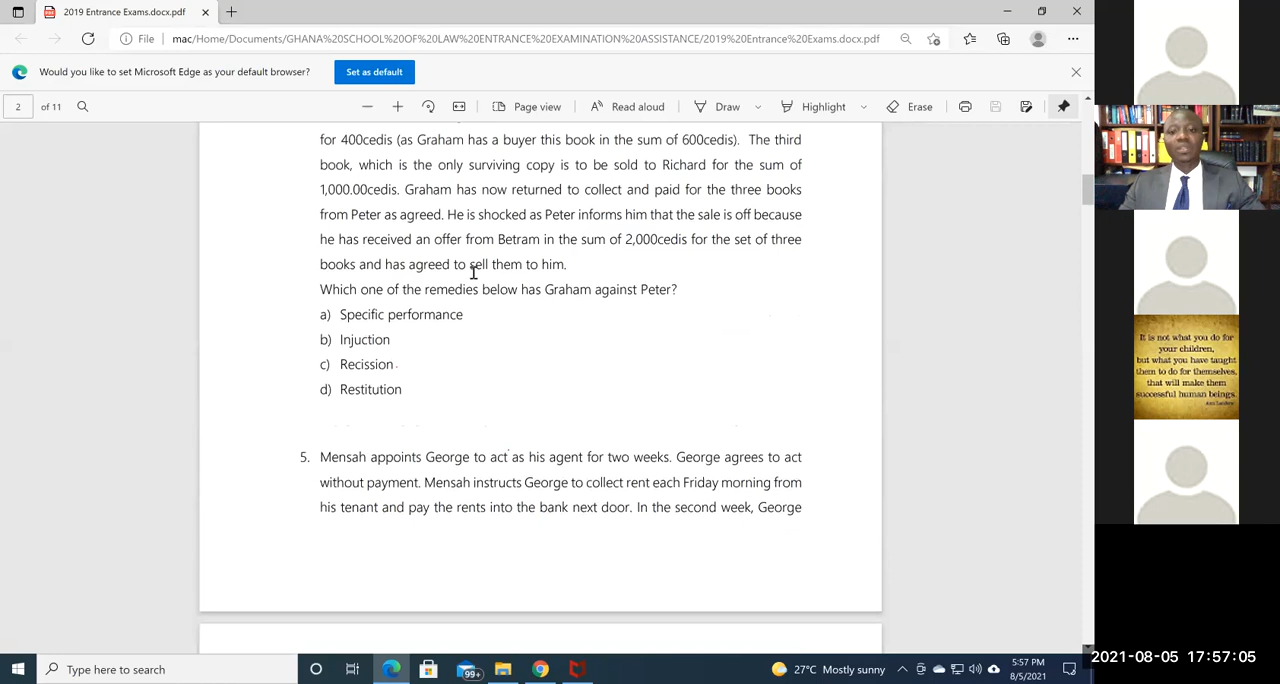 2019 Entrance Exams.docx.pdf
File mac/Home/Documents/GHANA%20SCHOOL%20OF%20LAW%20ENTRANCE%20EXAMINATION%20ASSISTANCE/2019%20Entrance%20Exams.docx.pdf
Would you like to set Microsoft Edge as your default browser? Set as default
2 of 11 Page view Read aloud Draw Highlight Erase
for 400cedis (as Graham has a buyer this book in the sum of 600cedis). The third
book, which is the only surviving copy is to be sold to Richard for the sum of
1,000.00cedis. Graham has now returned to collect and paid for the three books
from Peter as agreed. He is shocked as Peter informs him that the sale is off because
he has received an offer from Betram in the sum of 2,000cedis for the set of three
books and has agreed to sell them to him.
Which one of the remedies below has Graham against Peter?
a) Specific performance
b) Injuction
c) Recission
d) Restitution
5. Mensah appoints George to act as his agent for two weeks. George agrees to act
without payment. Mensah instructs George to collect rent each Friday morning from
his tenant and pay the rents into the bank next door. In the second week, George
It is not what you do for
your children,
but what you have taught
them to do for themselves,
that will make them
successful human beings.
Type here to search
99+
27°C Mostly sunny
5:57 PM
8/5/2021
2021-08-05 17:57:05